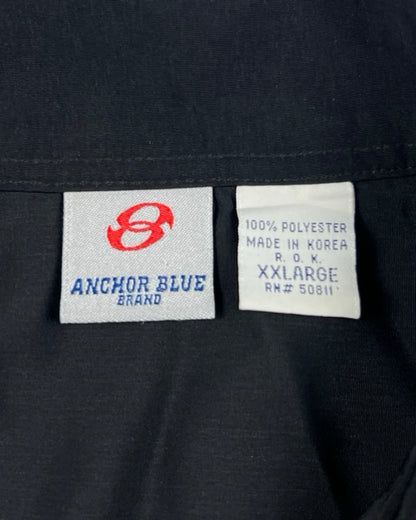 ANCHOR BLUE
BRAND
100% POLYESTER
MADE IN KOREA
R. O. K.
XXLARGE
RN# 50811